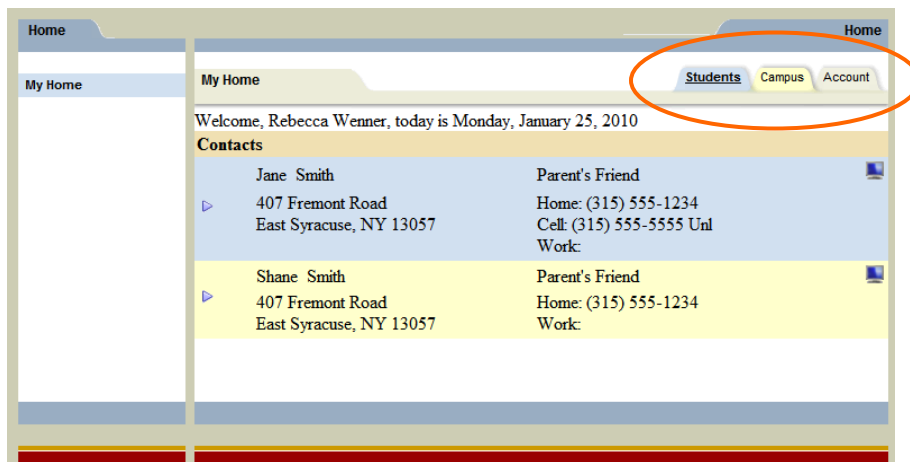 Home Home
My Home
My Home Students Campus Account
Welcome, Rebecca Wenner, today is Monday, January 25, 2010
Contacts
Jane Smith Parent's Friend
407 Fremont Road Home: (315) 555-1234
East Syracuse, NY 13057 Cell: (315) 555-5555 Unl
Work:
Shane Smith Parent's Friend
407 Fremont Road Home: (315) 555-1234
East Syracuse, NY 13057 Work: